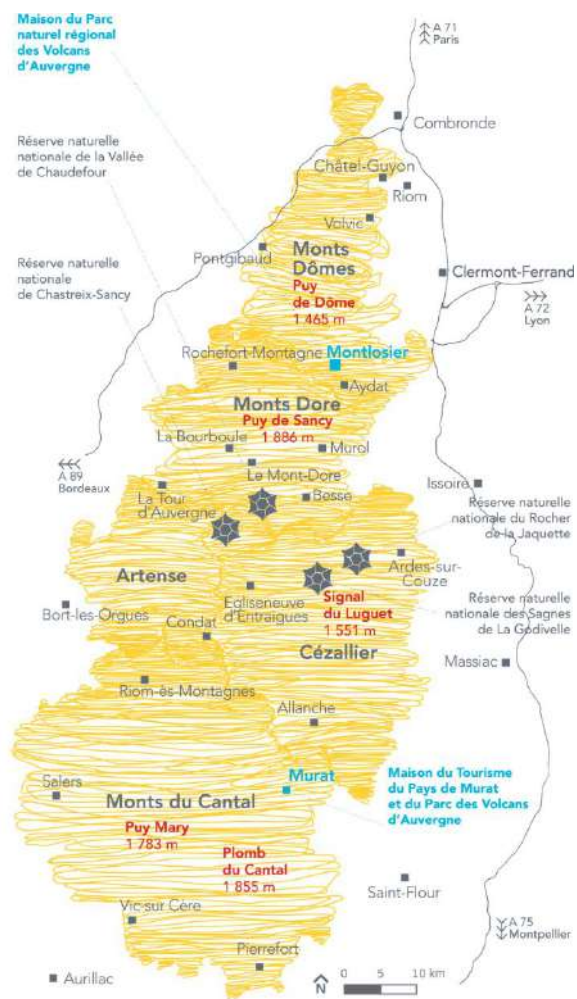 Maison du Parc
naturel régional
des Volcans
d'Auvergne
A 71
Paris
Combronde
Réserve naturelle
nationale de la Vallée
de Chaudefour
Châtel-Guyon
Riom
Volvic
Pontgibaud
Monts
Dômes
Clermont-Ferrand
Réserve naturelle
nationale
de Chastreix-Sancy
Puy
de Dôme
1 465 m
A 72
Lyon
Rochefort-Montagne
Montlosier
Aydat
Monts Dore
Puy de Sancy
1 886 m
La Bourboule
Murol
A 89
Bordeaux
Le Mont-Dore
La Tour
d'Auvergne
Besse
Issoire
Réserve naturelle
nationale du Rocher
de la Jaquette
Artense
Ardes-sur-
Couze
Egliseneuve
d'Entraigues
Signal
du Luguet
1 551 m
Réserve naturelle
nationale des Sagnes
de La Godivelle
Bort-les-Orgues
Condat
Cézallier
Massiac
Riom-ès-Montagnes
Allanche
Salers
Murat
Maison du Tourisme
du Pays de Murat
et du Parc des Volcans
d'Auvergne
Monts du Cantal
Puy Mary
1 783 m
Plomb
du Cantal
1 855 m
Saint-Flour
Vic-sur Cère
A 75
Montpellier
Pierrefort
Aurillac
N
0 5 10 km